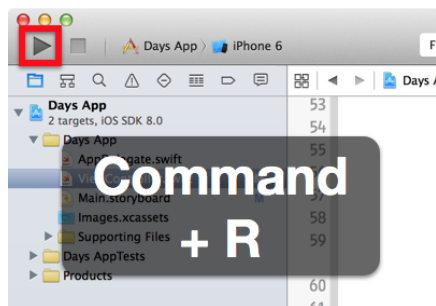 Days App 〉 iPhone 6
F
Days A
Days App
2 targets, iOS SDK 8.0
Days App
AppDelegate.swift
Main.storyboard
Images.xcassets
Supporting Files
Days AppTests
Products
53
54
55
57
58
59
60
61
Command
+ R